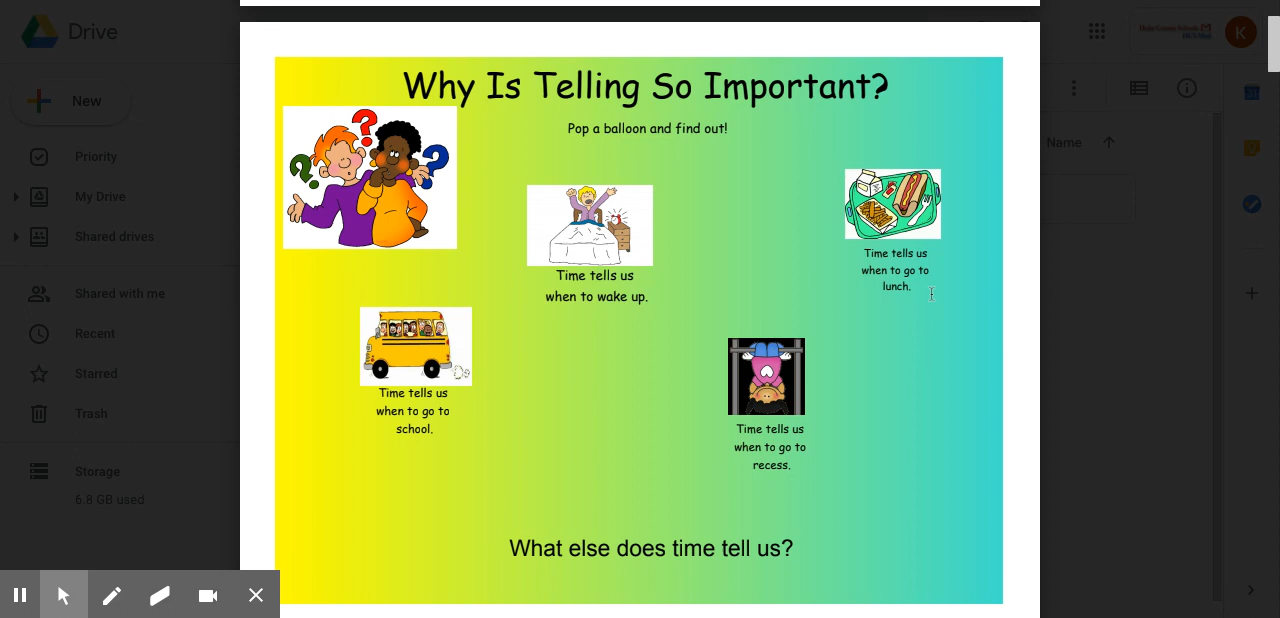 Drive
New
Priority
My Drive
Shared drives
Shared with me
Recent
Starred
Trash
Storage
6.8 GB used
Name
K
Why Is Telling So Important?
Pop a balloon and find out!
Time tells us
when to wake up.
Time tells us
when to go to
lunch.
Time tells us
when to go to
school.
Time tells us
when to go to
recess.
What else does time tell us?